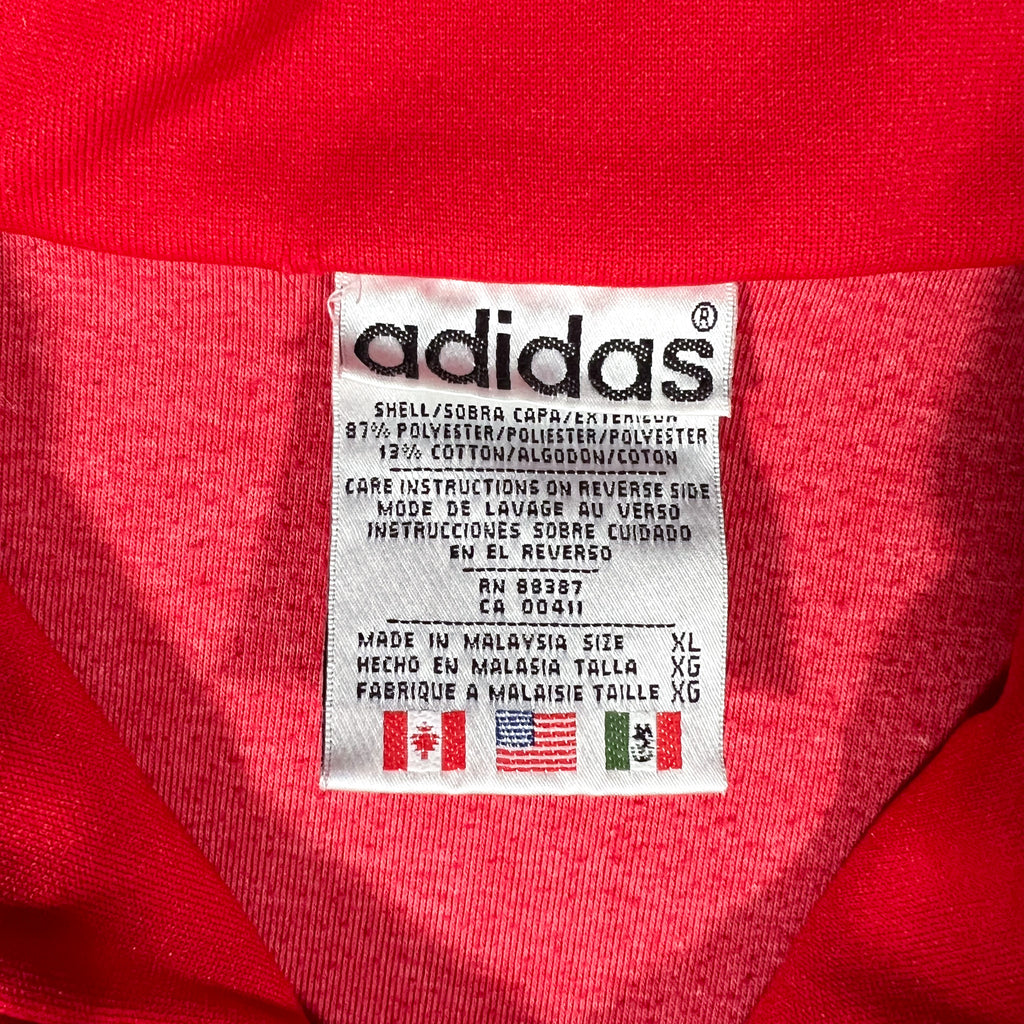 adidas®
SHELL/SOBRA CAPA/EXTERIEUR
87% POLYESTER/POLIESTER/POLYESTER
13% COTTON/ALGODON/COTON
CARE INSTRUCTIONS ON REVERSE SIDE
MODE DE LAVAGE AU VERSO
INSTRUCCIONES SOBRE CUIDADO
EN EL REVERSO
RN 88387
CA 00411
MADE IN MALAYSIA SIZE XL
HECHO EN MALASIA TALLA XG
FABRIQUE A MALAISIE TAILLE XG